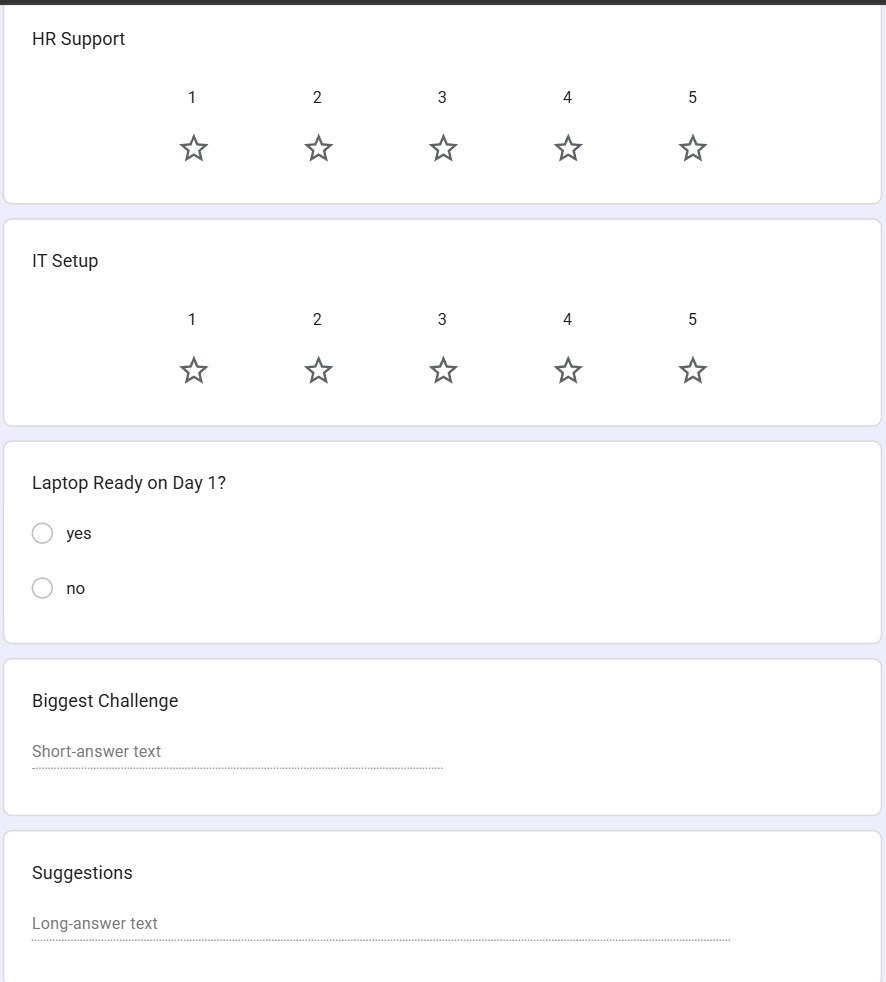 HR Support
1 2 3 4 5
IT Setup
1 2 3 4 5
Laptop Ready on Day 1?
yes
no
Biggest Challenge
Short-answer text
Suggestions
Long-answer text